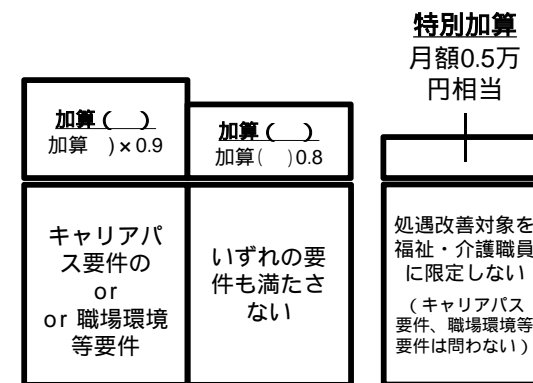 特別加算
月額0.5万
円相当
加算(　)
加算　)×0.9
加算(　)
加算(　)0.8
キャリアパ
ス要件の
or
or 職場環境
等要件
いずれの要
件も満たさ
ない
処遇改善対象を
福祉・介護職員
に限定しない
(キャリアパス
要件、職場環境等
要件は問わない)